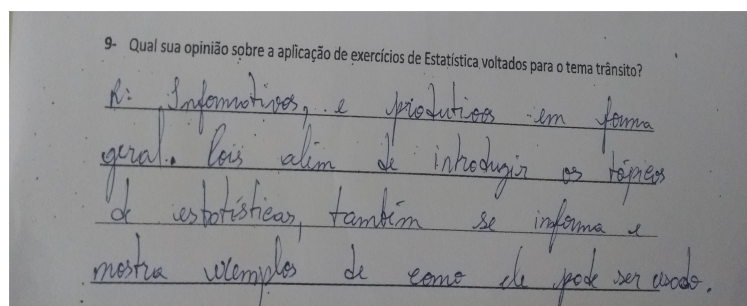 9- Qual sua opinião sobre a aplicação de exercícios de Estatística voltados para o tema trânsito?
R: Informativos, e produtivos em forma
geral. Pois além de introduzir os tópicos
de estatísticas, também se informa e
mostra exemplos de como ele pode ser usado.